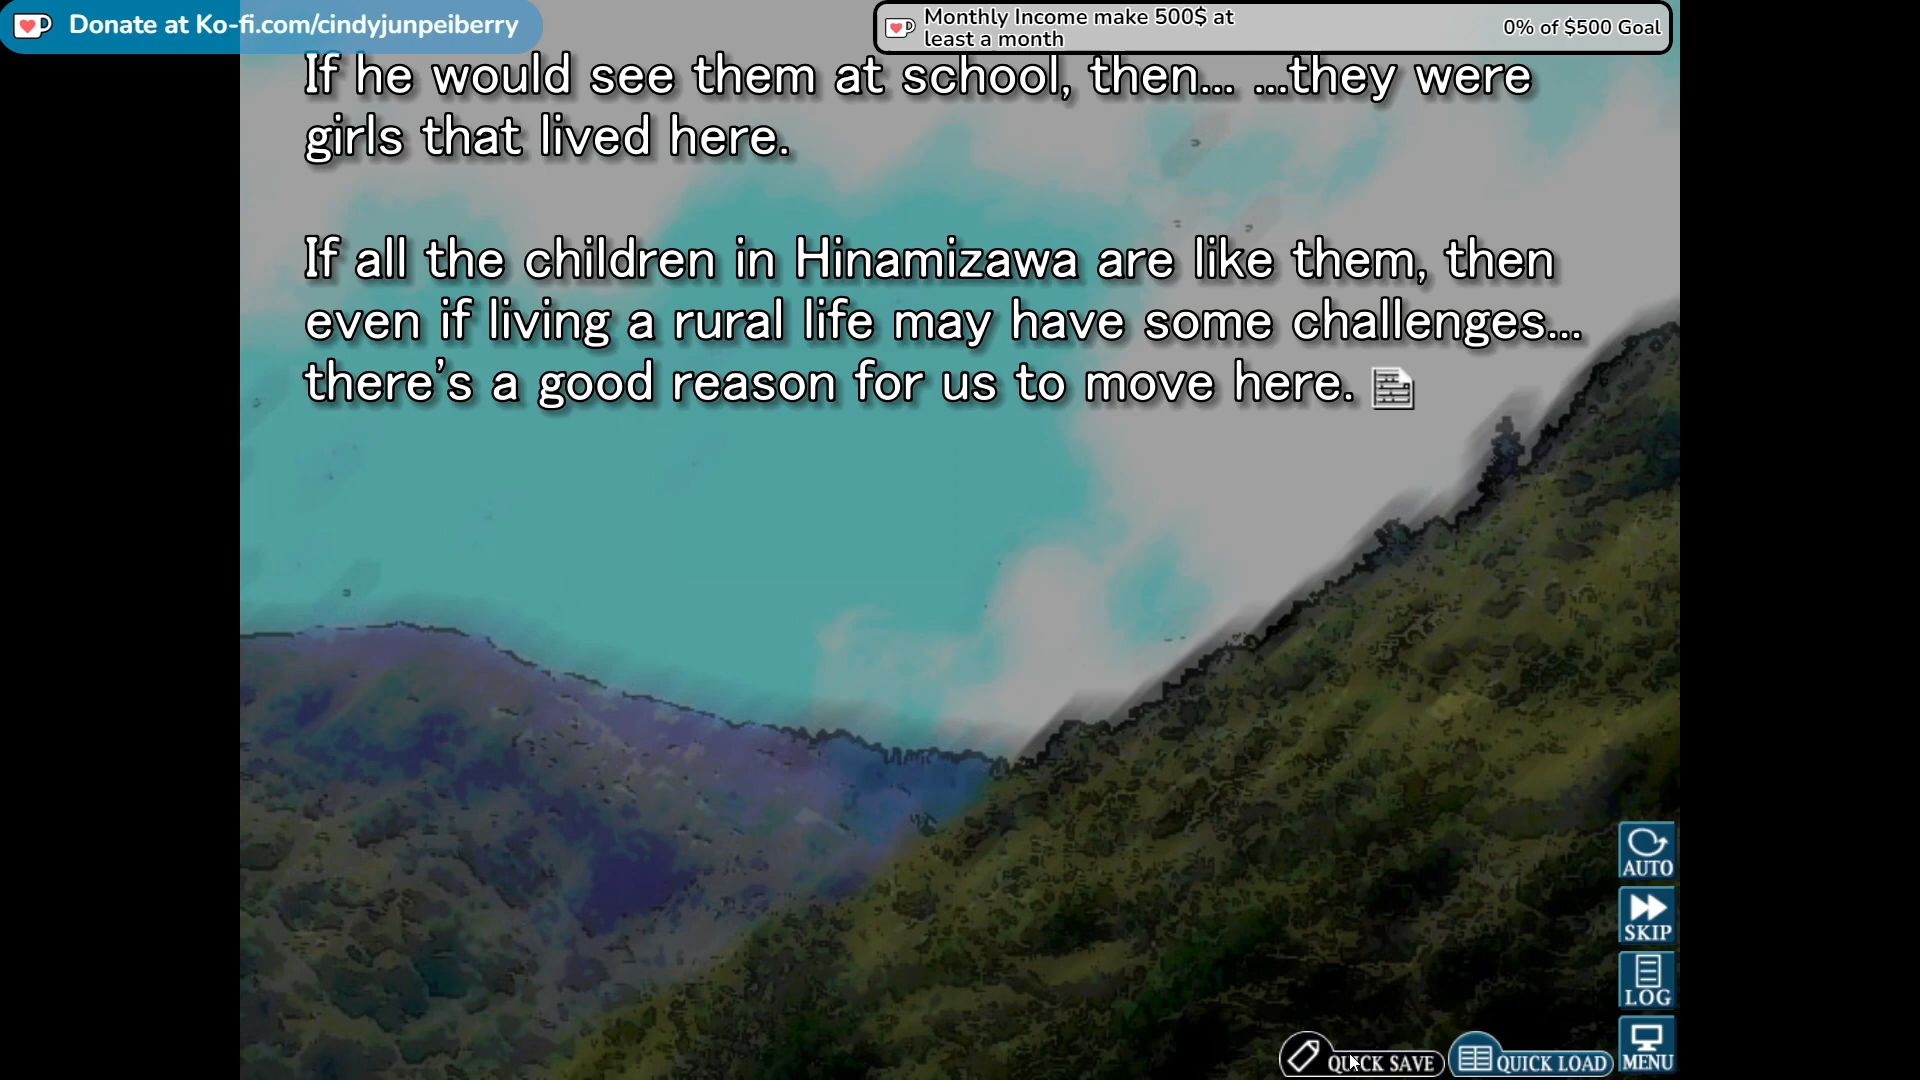 Donate at Ko-fi.com/cindyjunpeiberry
Monthly Income make 500$ at
least a month
0% of $500 Goal
If he would see them at school, then... ...they were
girls that lived here.
If all the children in Hinamizawa are like them, then
even if living a rural life may have some challenges...
there's a good reason for us to move here.
AUTO
SKIP
LOG
MENU
QUICK SAVE
QUICK LOAD